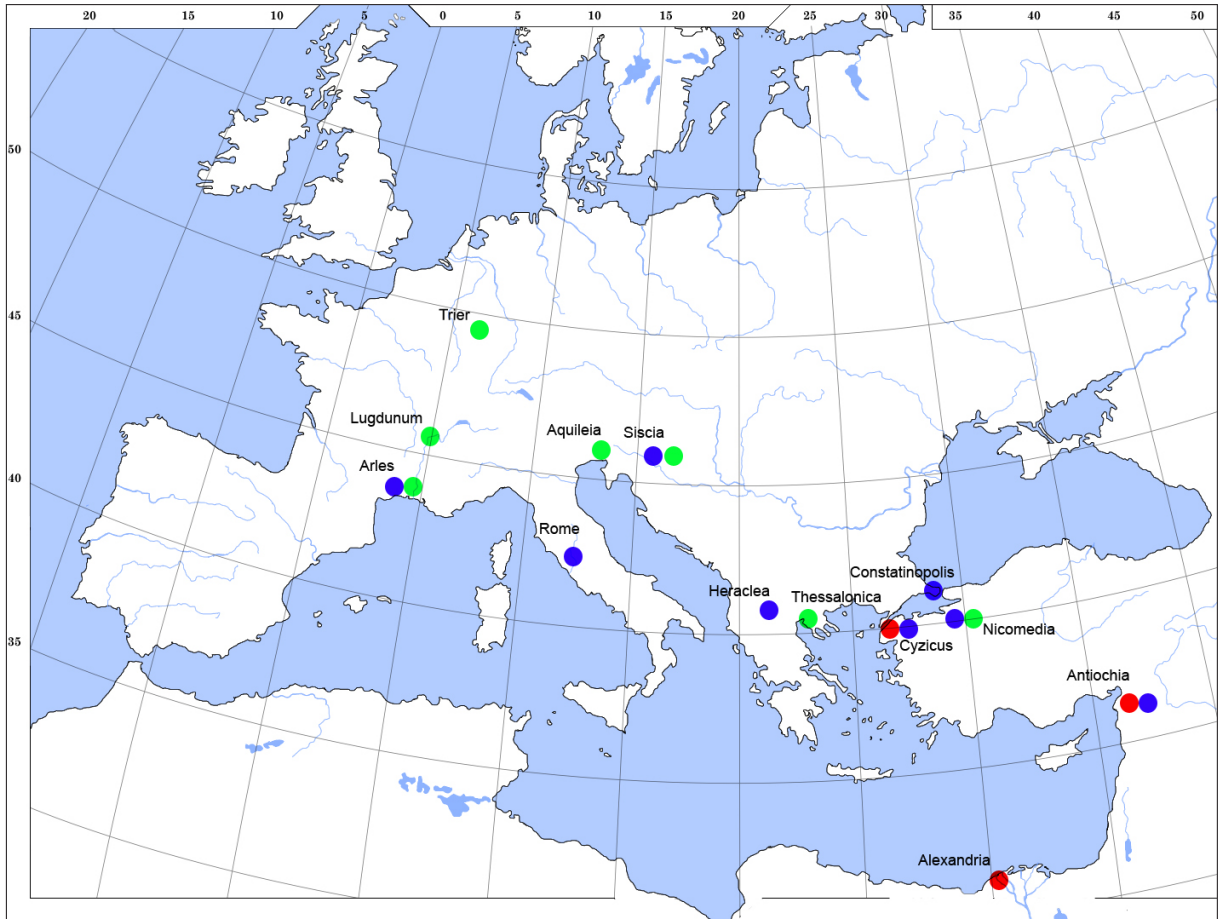 20 15 10 5 0 5 10 15 20 25 30 35 40 45 50
50
45
40
35
Trier
Lugdunum
Aquileia
Siscia
Arles
Rome
Constatinopolis
Heraclea
Thessalonica
Nicomedia
Cyzicus
Antiochia
Alexandria